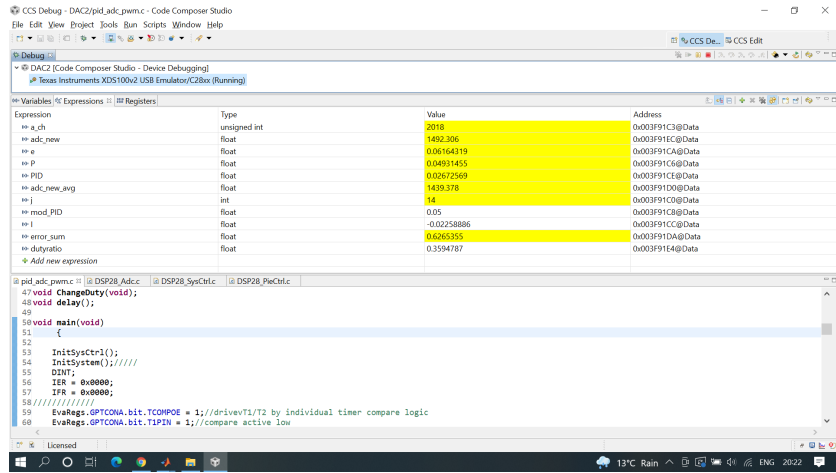 CCS Debug - DAC2/pid_adc_pwm.c - Code Composer Studio
File Edit View Project Tools Run Scripts Window Help
CCS De... CCS Edit
Debug
DAC2 [Code Composer Studio - Device Debugging]
Texas Instruments XDS100v2 USB Emulator/C28xx (Running)
Variables Expressions Registers
Expression Type Value Address
a_ch unsigned int 2018 0x003F91C3@Data
adc_new float 1492.306 0x003F91EC@Data
e float 0.06164319 0x003F91CA@Data
P float 0.04931455 0x003F91C6@Data
PID float 0.02672569 0x003F91CE@Data
adc_new_avg float 1439.378 0x003F91D0@Data
j int 14 0x003F91C0@Data
mod_PID float 0.05 0x003F91C8@Data
I float -0.02258886 0x003F91CC@Data
error_sum float 0.6265355 0x003F91DA@Data
dutyratio float 0.3594787 0x003F91E4@Data
Add new expression
pid_adc_pwm.c DSP28_Adc.c DSP28_SysCtrl.c DSP28_PieCtrl.c
47 void ChangeDuty(void);
48 void delay();
49
50 void main(void)
51 {
52
53 InitSysCtrl();
54 InitSystem();/////
55 DINT;
56 IER = 0x0000;
57 IFR = 0x0000;
58 /////////////
59 EvaRegs.GPTCONA.bit.TCOMPOE = 1;//drivevT1/T2 by individual timer compare logic
60 EvaRegs.GPTCONA.bit.T1PIN = 1;//compare active low
Licensed
13°C Rain ENG 20:22